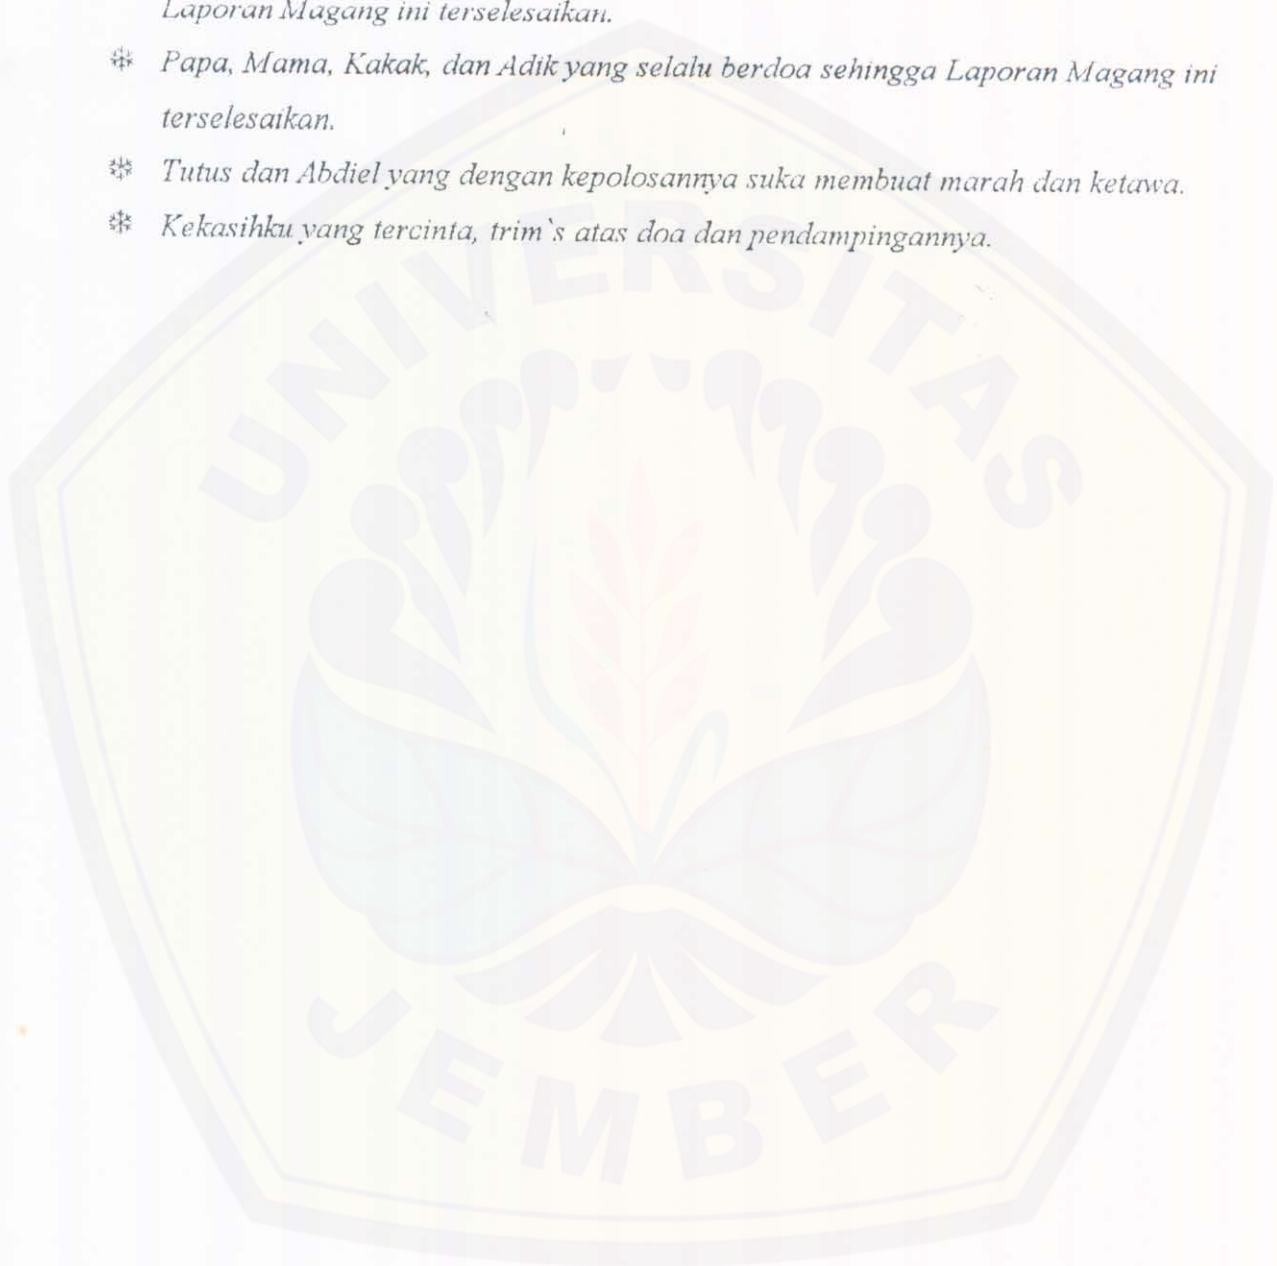 Laporan Magang ini terselesaikan.
❉ Papa, Mama, Kakak, dan Adik yang selalu berdoa sehingga Laporan Magang ini
terselesaikan.
❉ Tutus dan Abdiel yang dengan kepolosannya suka membuat marah dan ketawa.
❉ Kekasihku yang tercinta, trim`s atas doa dan pendampingannya.
UNIVERSITAS
JEMBER